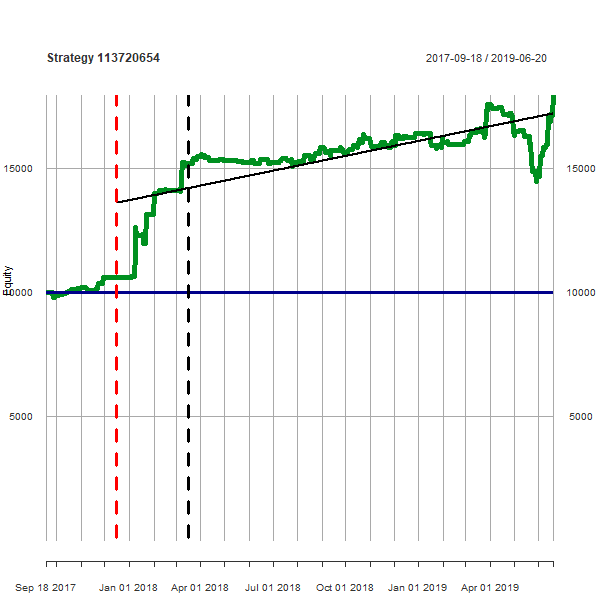 Strategy 113720654
2017-09-18 / 2019-06-20
15000
15000
Equity
10000
10000
5000
5000
Sep 18 2017
Jan 01 2018
Apr 01 2018
Jul 01 2018
Oct 01 2018
Jan 01 2019
Apr 01 2019